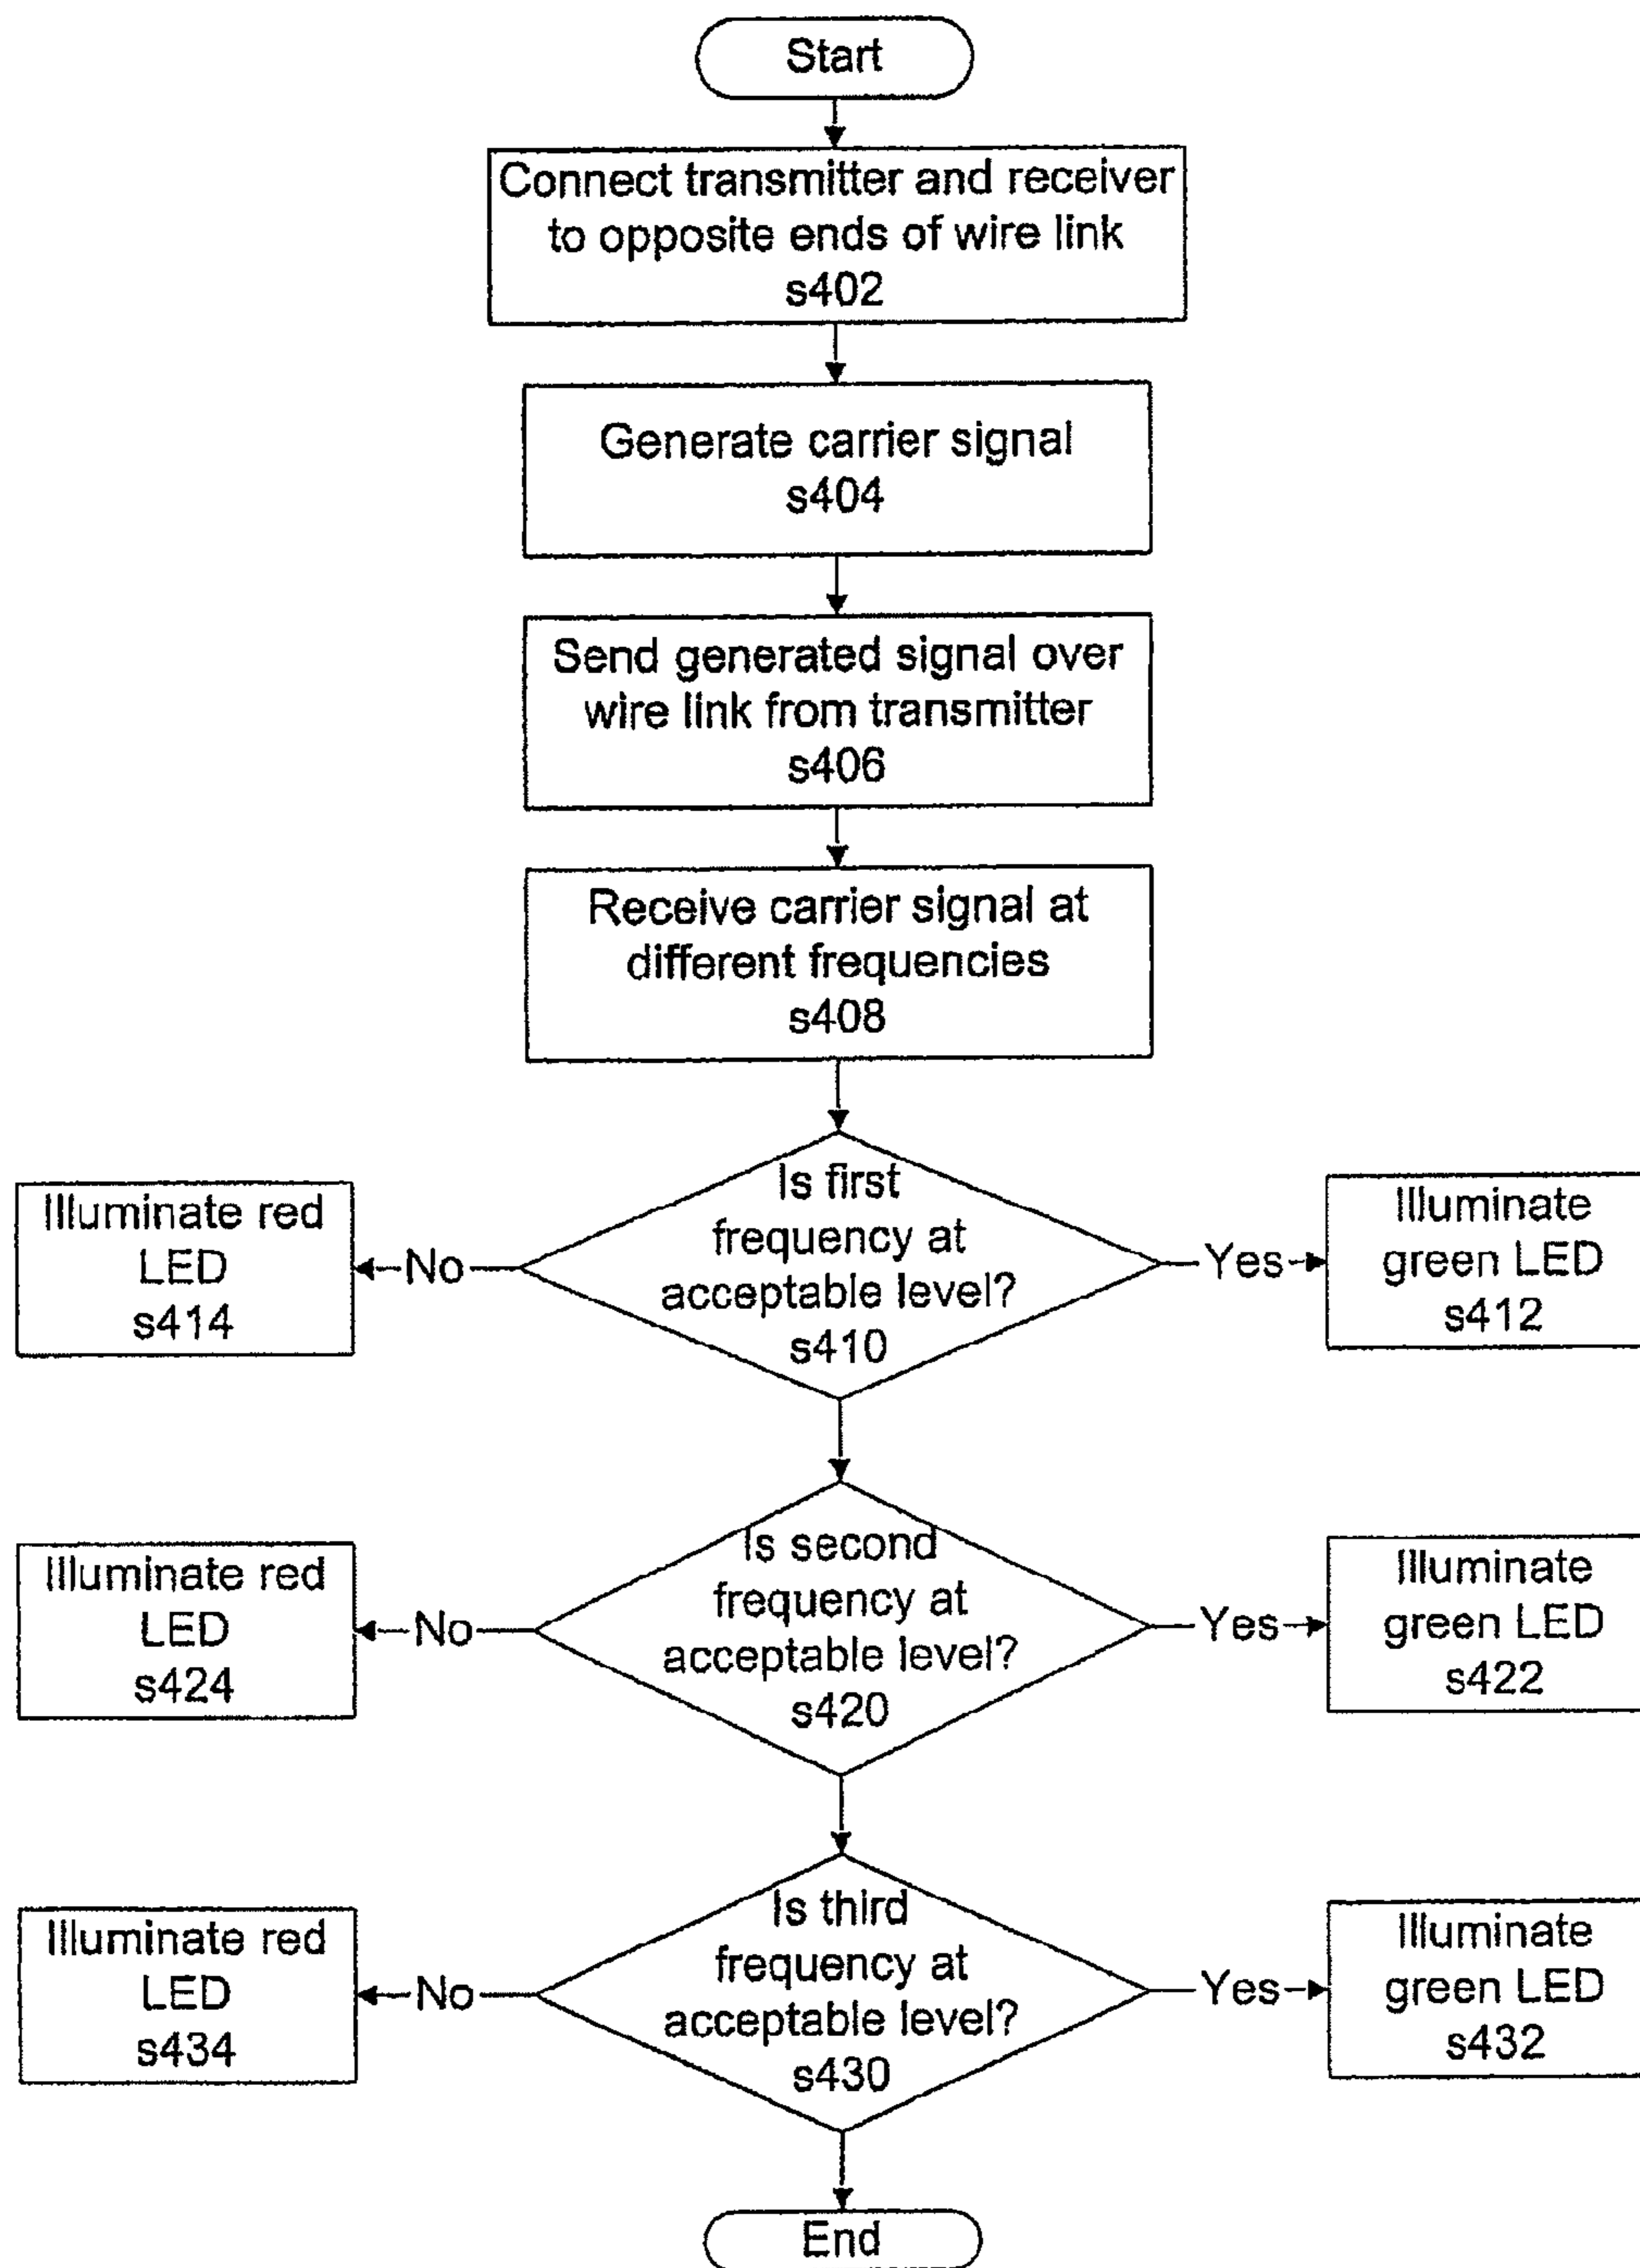 Start
Connect transmitter and receiver
to opposite ends of wire link
s402
Generate carrier signal
s404
Send generated signal over
wire link from transmitter
s406
Receive carrier signal at
different frequencies
s408
Is first
frequency at
acceptable level?
s410
No
Illuminate red
LED
s414
Yes
Illuminate
green LED
s412
Is second
frequency at
acceptable level?
s420
No
Illuminate red
LED
s424
Yes
Illuminate
green LED
s422
Is third
frequency at
acceptable level?
s430
No
Illuminate red
LED
s434
Yes
Illuminate
green LED
s432
End